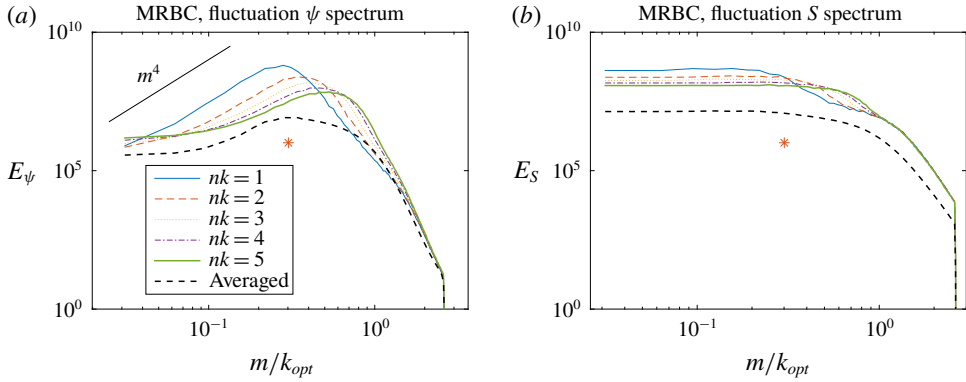 (a) MRBC, fluctuation ψ spectrum
10^10
m^4
E_ψ
10^5
nk = 1
nk = 2
nk = 3
nk = 4
nk = 5
Averaged
10^0
10^−1 10^0
m/k_opt
(b) MRBC, fluctuation S spectrum
10^10
E_S
10^5
10^0
10^−1 10^0
m/k_opt